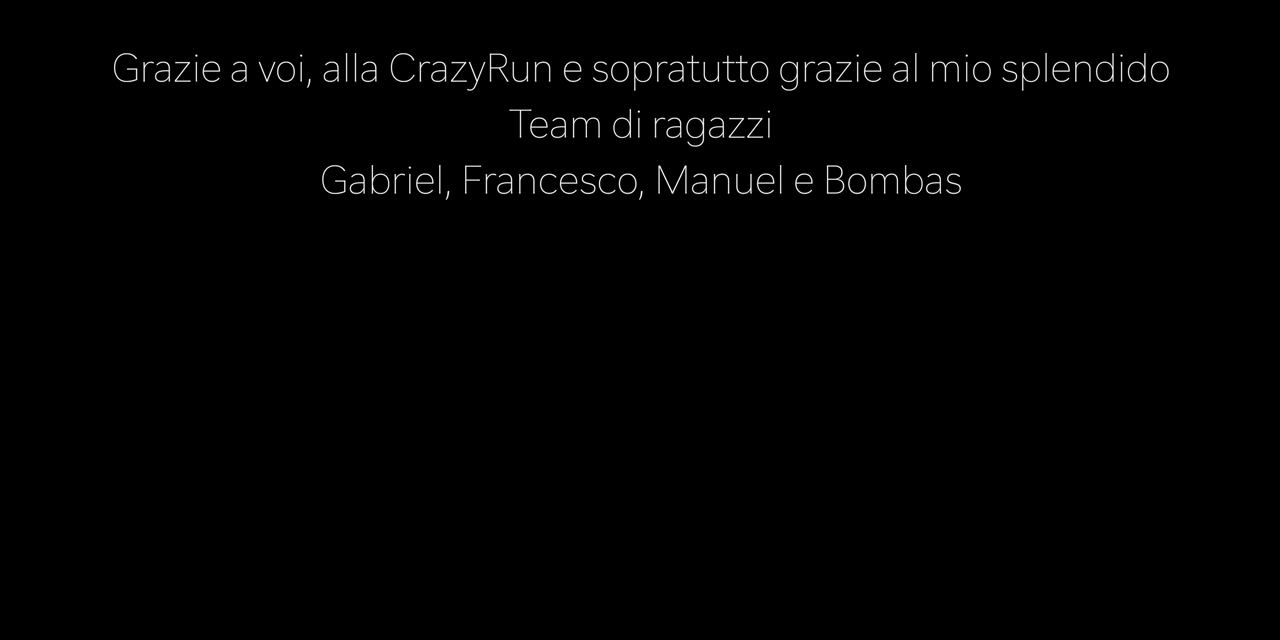 Grazie a voi, alla CrazyRun e sopratutto grazie al mio splendido
Team di ragazzi
Gabriel, Francesco, Manuel e Bombas